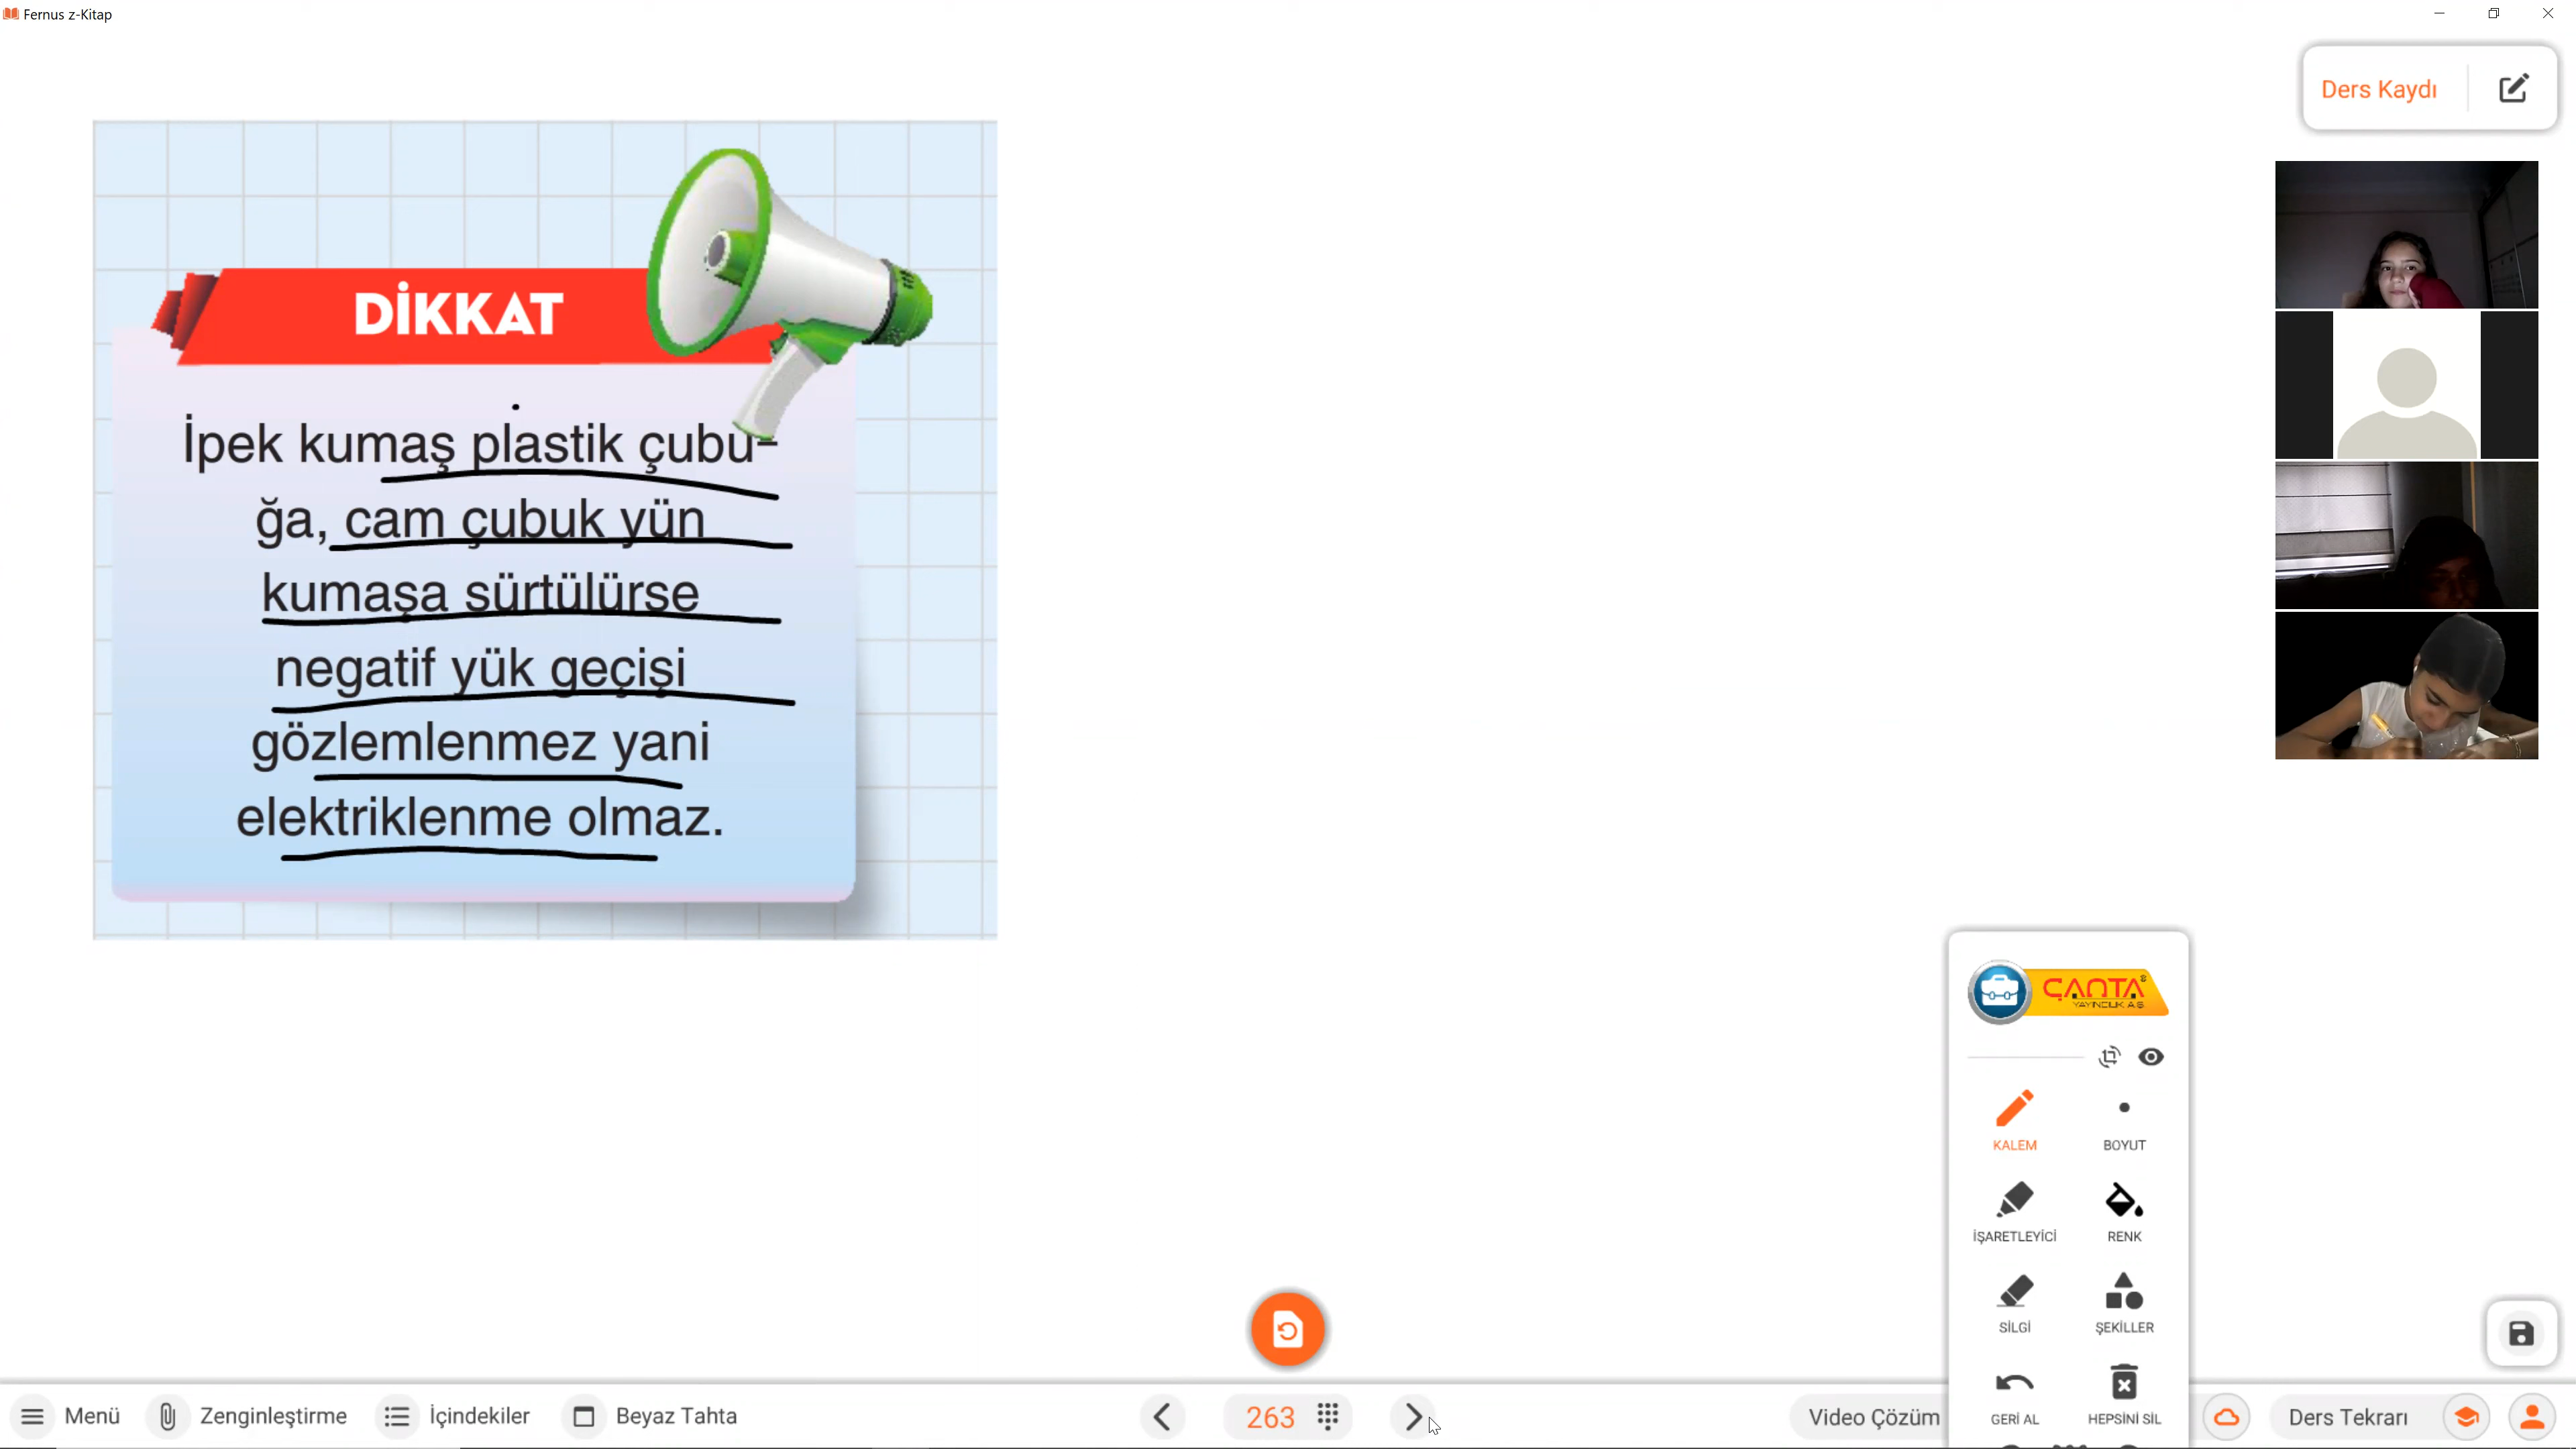 Fernus z-Kitap
Ders Kaydı
DİKKAT
İpek kumaş plastik çubu-
ğa, cam çubuk yün
kumaşa sürtülürse
negatif yük geçişi
gözlemlenmez yani
elektriklenme olmaz.
ÇANTA
YAYINCILIK A.Ş.
KALEM
BOYUT
İŞARETLEYİCİ
RENK
SİLGİ
ŞEKİLLER
GERİ AL
HEPSİNİ SİL
Menü
Zenginleştirme
İçindekiler
Beyaz Tahta
263
Video Çözüm
Ders Tekrarı